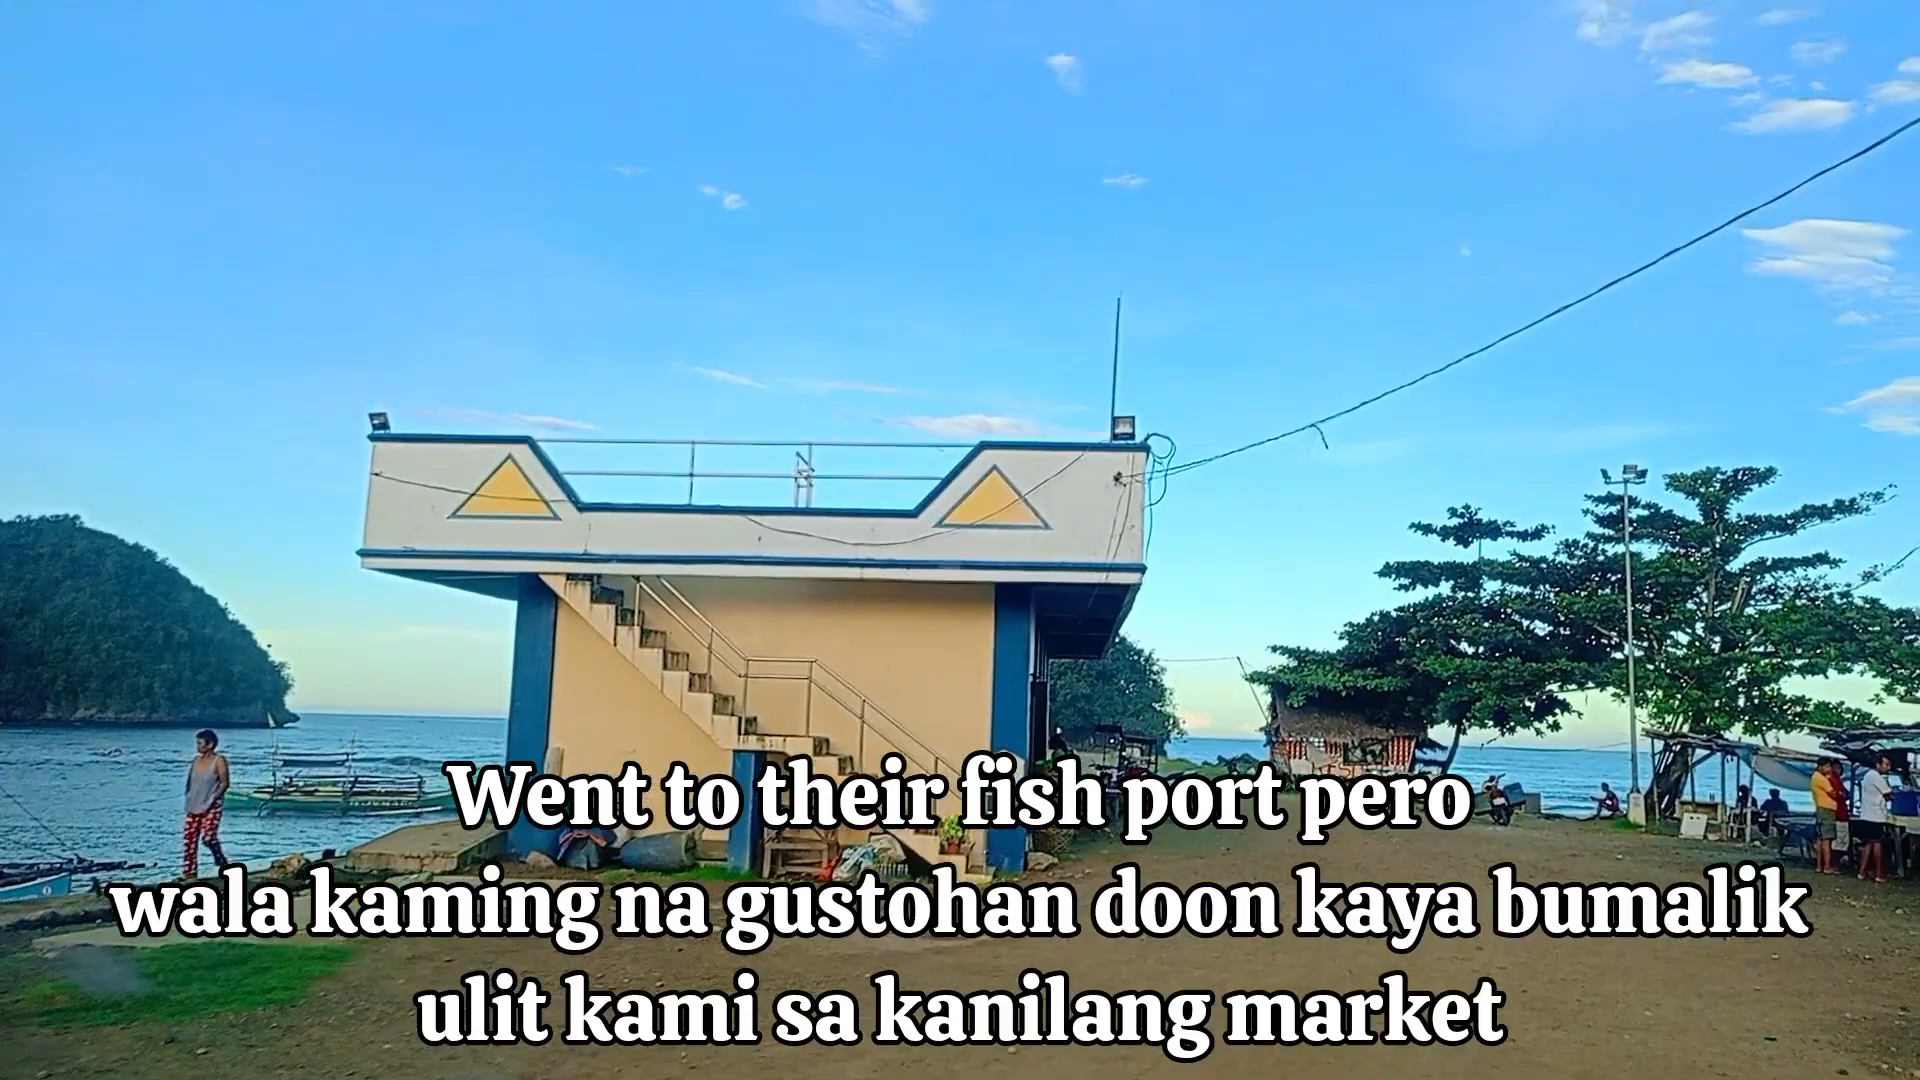 Went to their fish port pero
wala kaming na gustohan doon kaya bumalik
ulit kami sa kanilang market